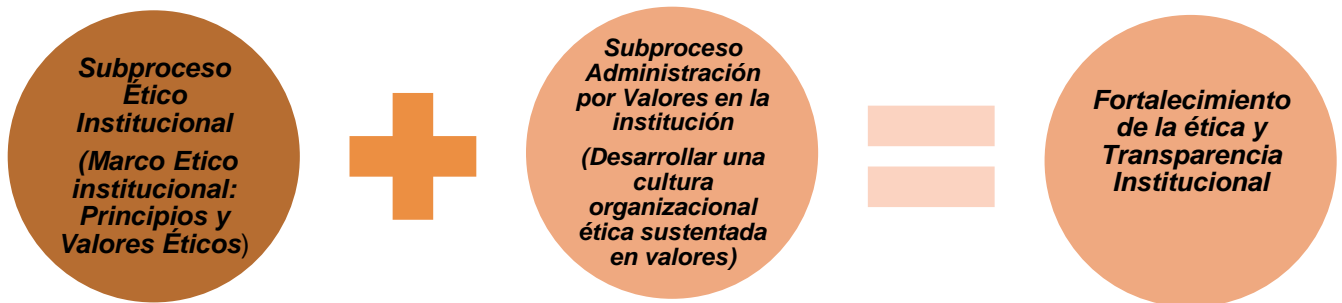 Subproceso
Ético
Institucional
(Marco Etico
institucional:
Principios y
Valores Éticos)
Subproceso
Administración
por Valores en la
institución
(Desarrollar una
cultura
organizacional
ética sustentada
en valores)
Fortalecimiento
de la ética y
Transparencia
Institucional